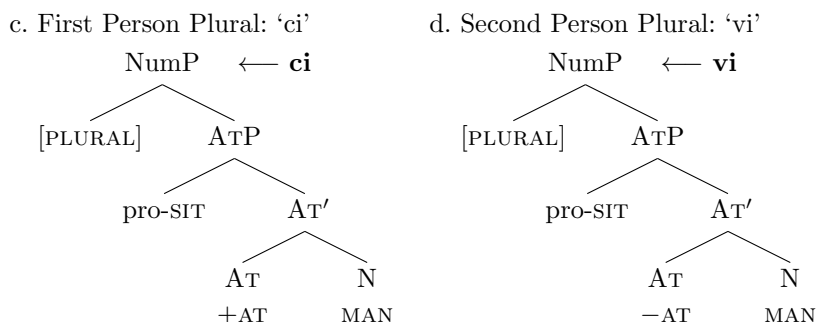 c. First Person Plural: ‘ci’
NumP ← ci
[PLURAL] ATP
pro-SIT AT′
AT N
+AT MAN
d. Second Person Plural: ‘vi’
NumP ← vi
[PLURAL] ATP
pro-SIT AT′
AT N
−AT MAN